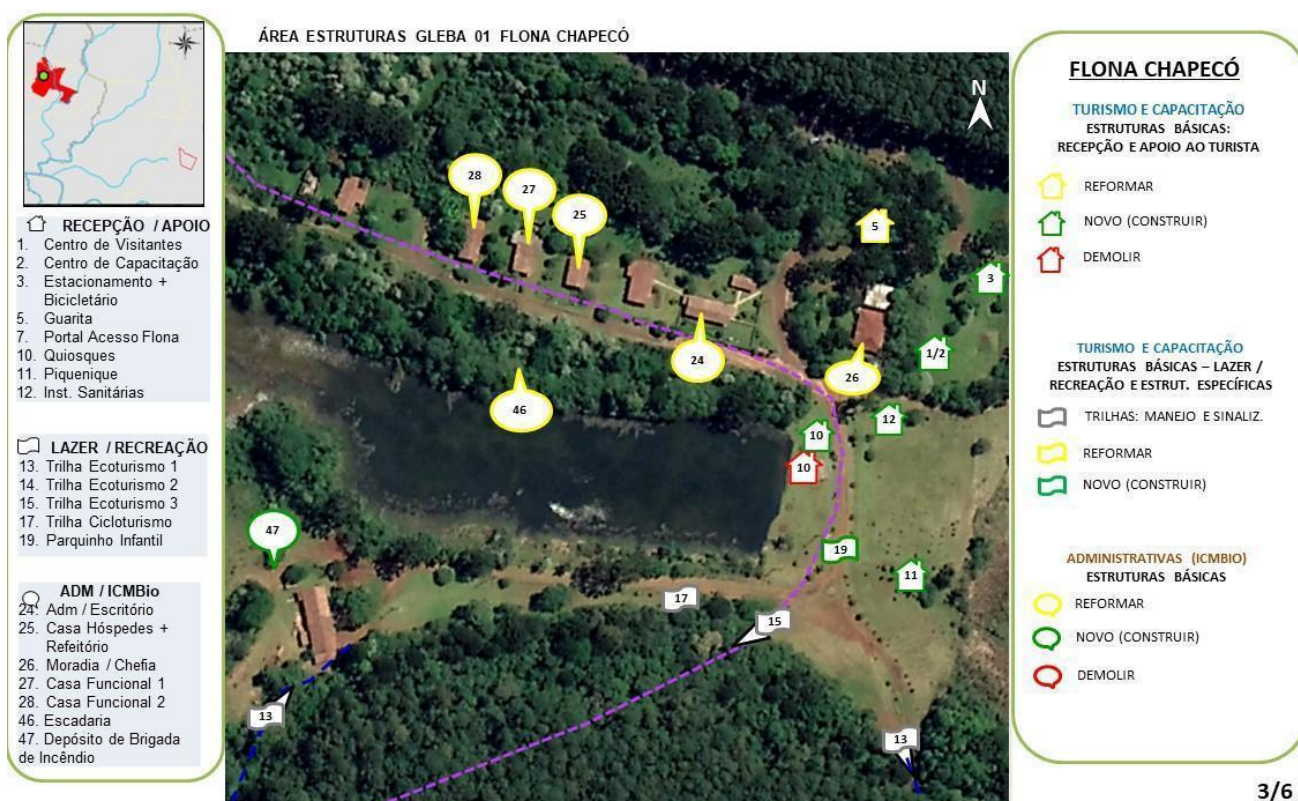 ÁREA ESTRUTURAS GLEBA 01 FLONA CHAPECÓ
RECEPÇÃO / APOIO
1. Centro de Visitantes
2. Centro de Capacitação
3. Estacionamento +
Bicicletário
5. Guarita
7. Portal Acesso Flona
10. Quiosques
11. Piquenique
12. Inst. Sanitárias
LAZER / RECREAÇÃO
13. Trilha Ecoturismo 1
14. Trilha Ecoturismo 2
15. Trilha Ecoturismo 3
17. Trilha Cicloturismo
19. Parquinho Infantil
ADM / ICMBio
24. Adm / Escritório
25. Casa Hóspedes +
Refeitório
26. Moradia / Chefia
27. Casa Funcional 1
28. Casa Funcional 2
46. Escadaria
47. Depósito de Brigada
de Incêndio
N
28
27
25
5
3
24
1/2
26
46
12
10
10
47
19
11
17
15
13
13
FLONA CHAPECÓ
TURISMO E CAPACITAÇÃO
ESTRUTURAS BÁSICAS:
RECEPÇÃO E APOIO AO TURISTA
REFORMAR
NOVO (CONSTRUIR)
DEMOLIR
TURISMO E CAPACITAÇÃO
ESTRUTURAS BÁSICAS – LAZER /
RECREAÇÃO E ESTRUT. ESPECÍFICAS
TRILHAS: MANEJO E SINALIZ.
REFORMAR
NOVO (CONSTRUIR)
ADMINISTRATIVAS (ICMBIO)
ESTRUTURAS BÁSICAS
REFORMAR
NOVO (CONSTRUIR)
DEMOLIR
3/6